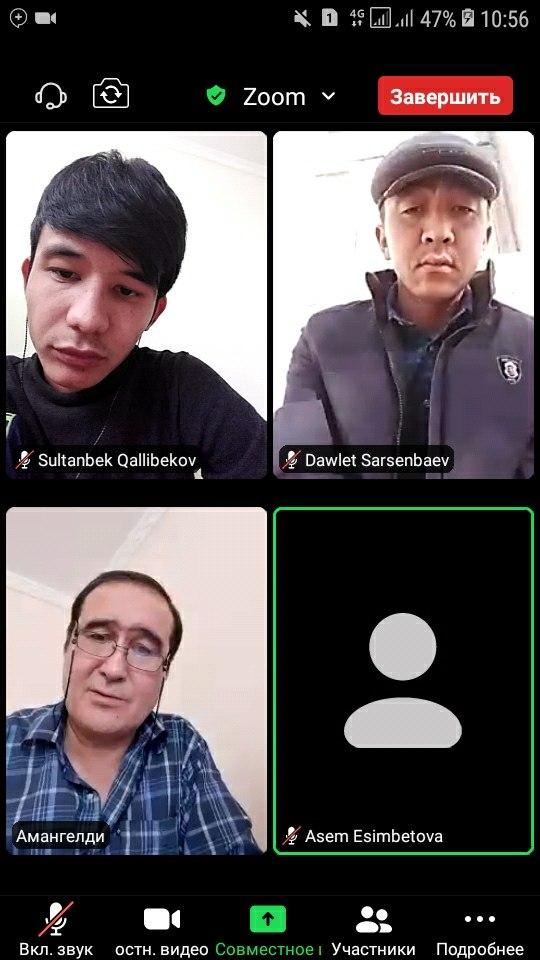 4G 1 47% 10:56
Zoom
Завершить
Sultanbek Qallibekov
Dawlet Sarsenbaev
Амангелди
Asem Esimbetova
Вкл. звук
остн. видео
Совместное
Участники
Подробнее